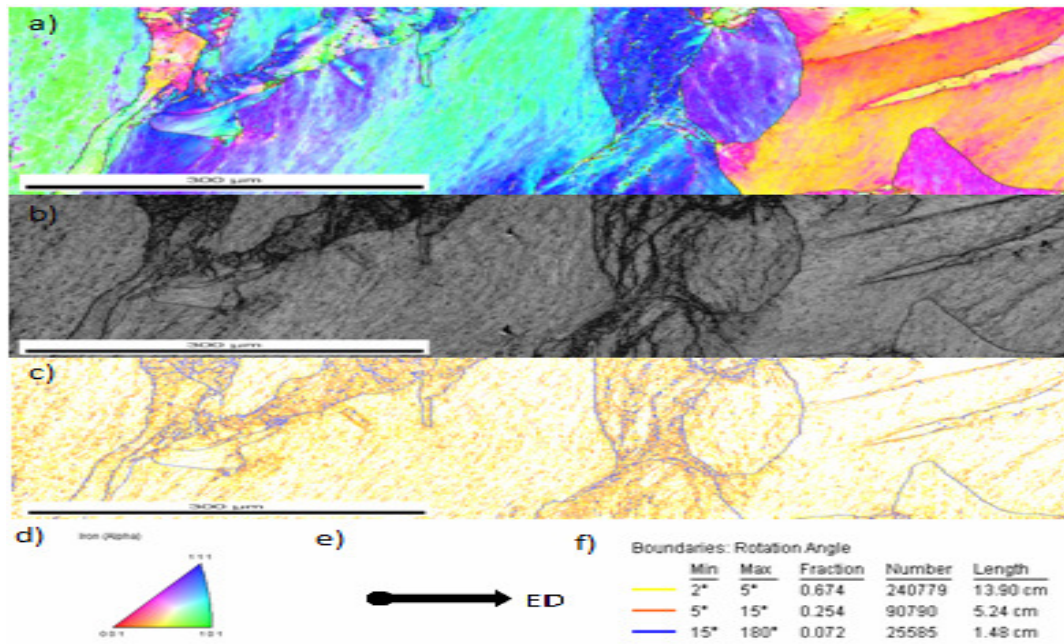 a)
300 µm
b)
300 µm
c)
300 µm
d)
Iron (Alpha)
111
001 101
e)
ED
f)
Boundaries: Rotation Angle
Min Max Fraction Number Length
2° 5° 0.674 240779 13.90 cm
5° 15° 0.254 90790 5.24 cm
15° 180° 0.072 25585 1.48 cm